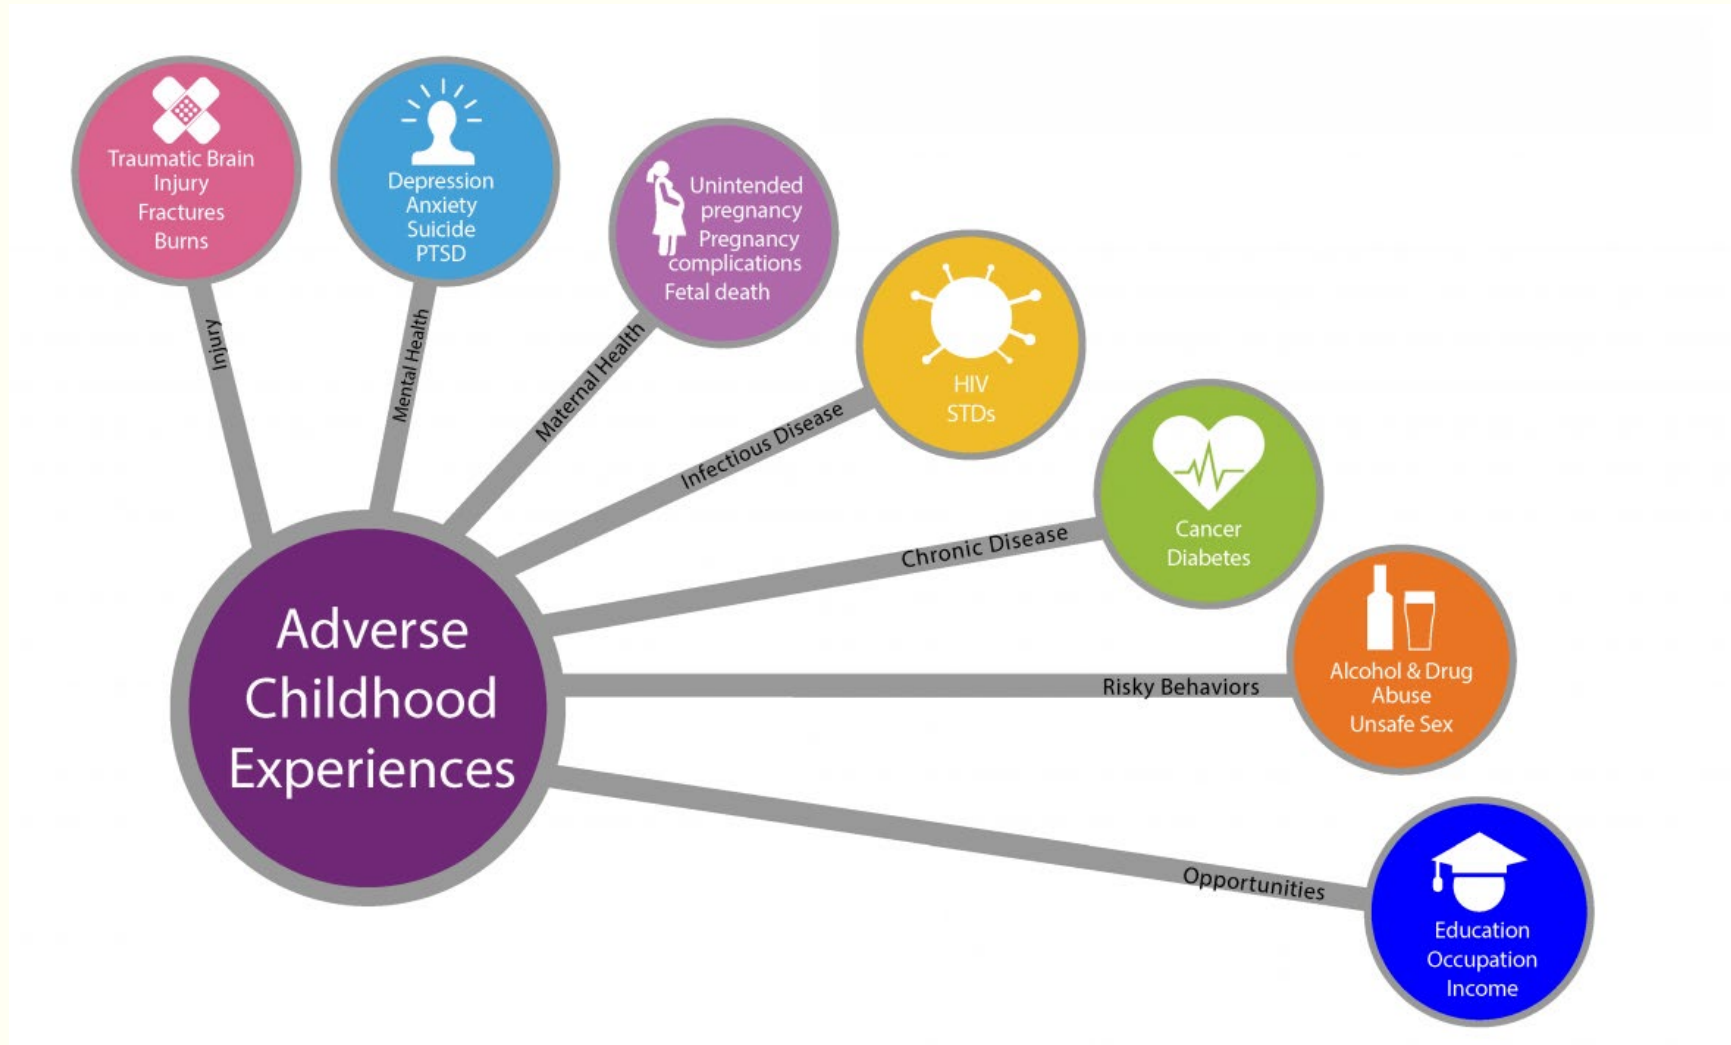 Traumatic Brain
Injury
Fractures
Burns
Injury
Depression
Anxiety
Suicide
PTSD
Mental Health
Unintended
pregnancy
Pregnancy
complications
Fetal death
Maternal Health
HIV
STDs
Infectious Disease
Cancer
Diabetes
Chronic Disease
Alcohol & Drug
Abuse
Unsafe Sex
Risky Behaviors
Education
Occupation
Income
Opportunities
Adverse
Childhood
Experiences